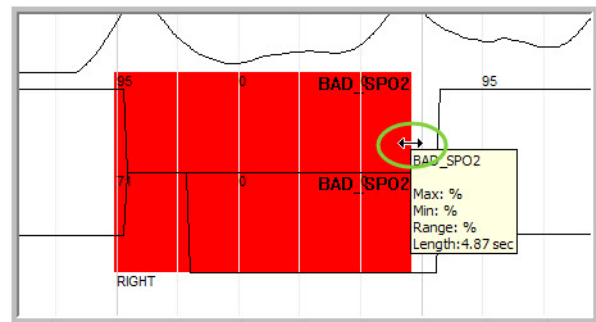 95 0 BAD_SPO2 95
BAD_SPO2
71 0 BAD_SPO2
Max: %
Min: %
Range: %
Length:4.87 sec
RIGHT